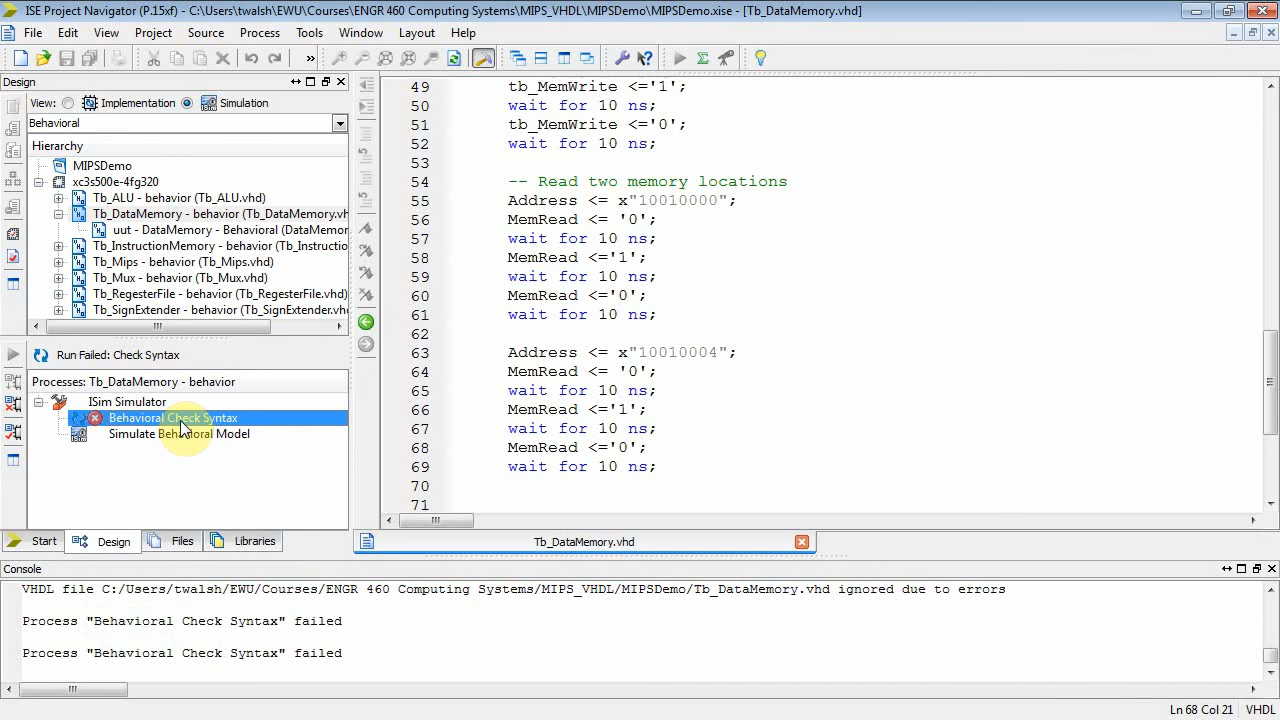 ISE Project Navigator (P.15xf) - C:\Users\twalsh\EWU\Courses\ENGR 460 Computing Systems\MIPS_VHDL\MIPSDemo\MIPSDemo.xise - [Tb_DataMemory.vhd]
File Edit View Project Source Process Tools Window Layout Help
Design
View: Implementation Simulation
Behavioral
Hierarchy
MIPSDemo
Tb_ALU - behavior (Tb_ALU.vhd)
Tb_DataMemory - behavior (Tb_DataMemory.vh
uut - DataMemory - Behavioral (DataMemor
Tb_InstructionMemory - behavior (Tb_Instructio
Tb_Mips - behavior (Tb_Mips.vhd)
Tb_Mux - behavior (Tb_Mux.vhd)
Tb_RegesterFile - behavior (Tb_RegesterFile.vhd)
Tb_SignExtender - behavior (Tb_SignExtender.vh
Run Failed: Check Syntax
Processes: Tb_DataMemory - behavior
ISim Simulator
Behavioral Check Syntax
Simulate Behavioral Model
Start Design Files Libraries
49 tb_MemWrite <='1';
50 wait for 10 ns;
51 tb_MemWrite <='0';
52 wait for 10 ns;
53
54 -- Read two memory locations
55 Address <= x"10010000";
56 MemRead <= '0';
57 wait for 10 ns;
58 MemRead <='1';
59 wait for 10 ns;
60 MemRead <='0';
61 wait for 10 ns;
62
63 Address <= x"10010004";
64 MemRead <= '0';
65 wait for 10 ns;
66 MemRead <='1';
67 wait for 10 ns;
68 MemRead <='0';
69 wait for 10 ns;
70
71
Tb_DataMemory.vhd
Console
VHDL file C:/Users/twalsh/EWU/Courses/ENGR 460 Computing Systems/MIPS_VHDL/MIPSDemo/Tb_DataMemory.vhd ignored due to errors
Process "Behavioral Check Syntax" failed
Process "Behavioral Check Syntax" failed
Ln 68 Col 21 VHDL